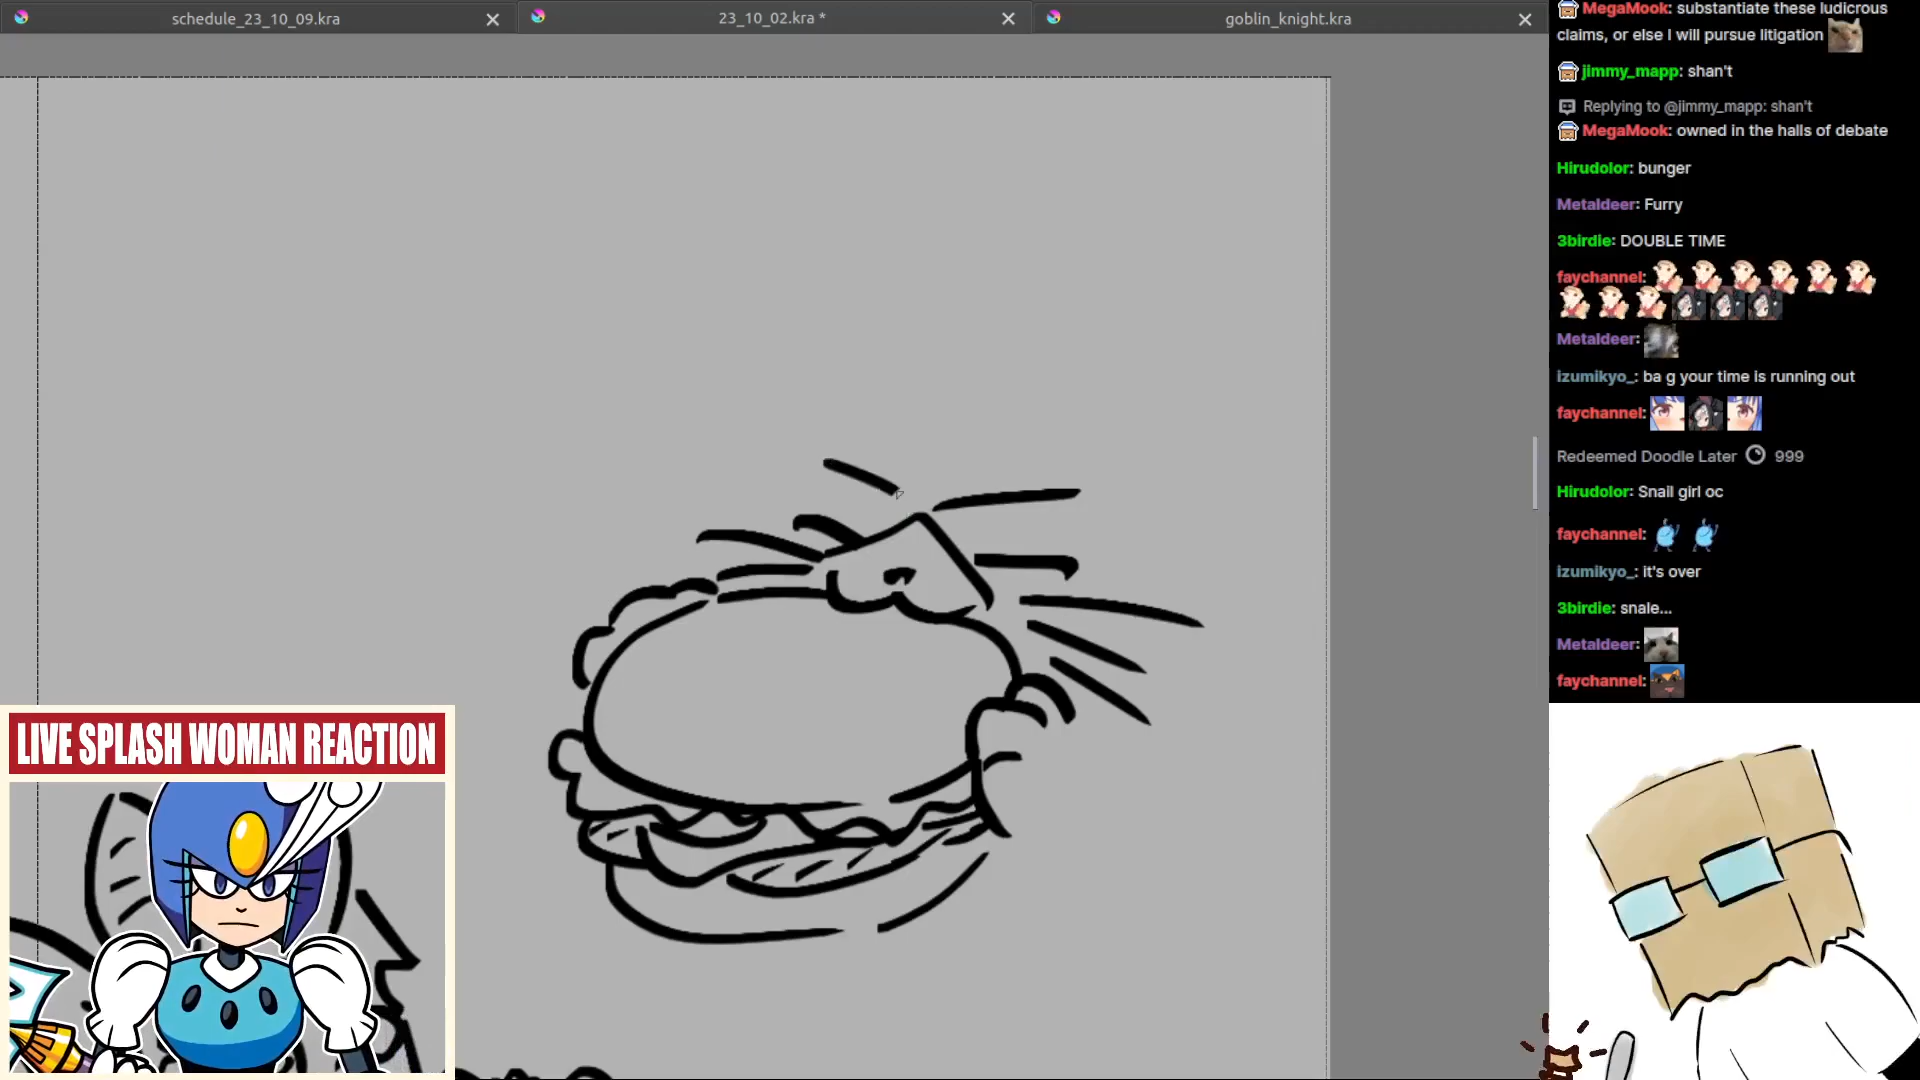 schedule_23_10_09.kra
23_10_02.kra *
goblin_knight.kra
MegaMook: substantiate these ludicrous
claims, or else I will pursue litigation
jimmy_mapp: shan't
Replying to @jimmy_mapp: shan't
MegaMook: owned in the halls of debate
Hirudolor: bunger
Metaldeer: Furry
3birdie: DOUBLE TIME
faychannel:
Metaldeer:
izumikyo_: ba g your time is running out
faychannel:
Redeemed Doodle Later 999
Hirudolor: Snail girl oc
faychannel:
izumikyo_: it's over
3birdie: snale...
Metaldeer:
faychannel:
LIVE SPLASH WOMAN REACTION